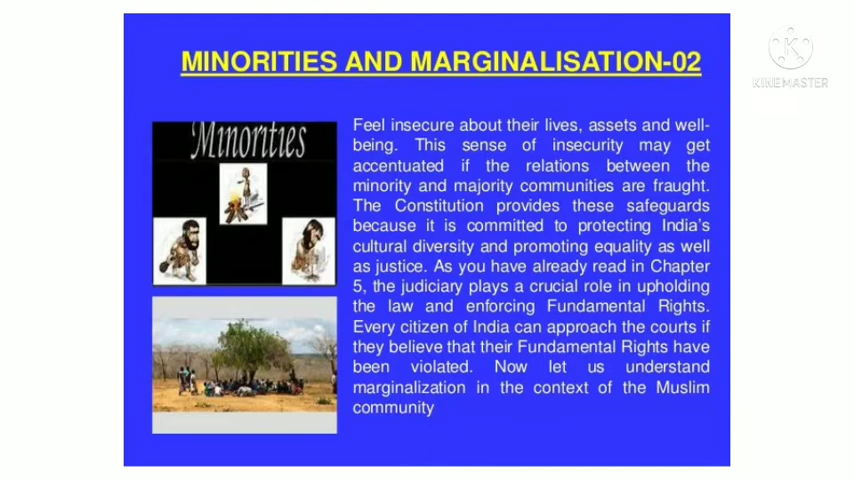 MINORITIES AND MARGINALISATION-02
KINEMASTER
Minorities
Feel insecure about their lives, assets and well-
being. This sense of insecurity may get
accentuated if the relations between the
minority and majority communities are fraught.
The Constitution provides these safeguards
because it is committed to protecting India's
cultural diversity and promoting equality as well
as justice. As you have already read in Chapter
5, the judiciary plays a crucial role in upholding
the law and enforcing Fundamental Rights.
Every citizen of India can approach the courts if
they believe that their Fundamental Rights have
been violated. Now let us understand
marginalization in the context of the Muslim
community